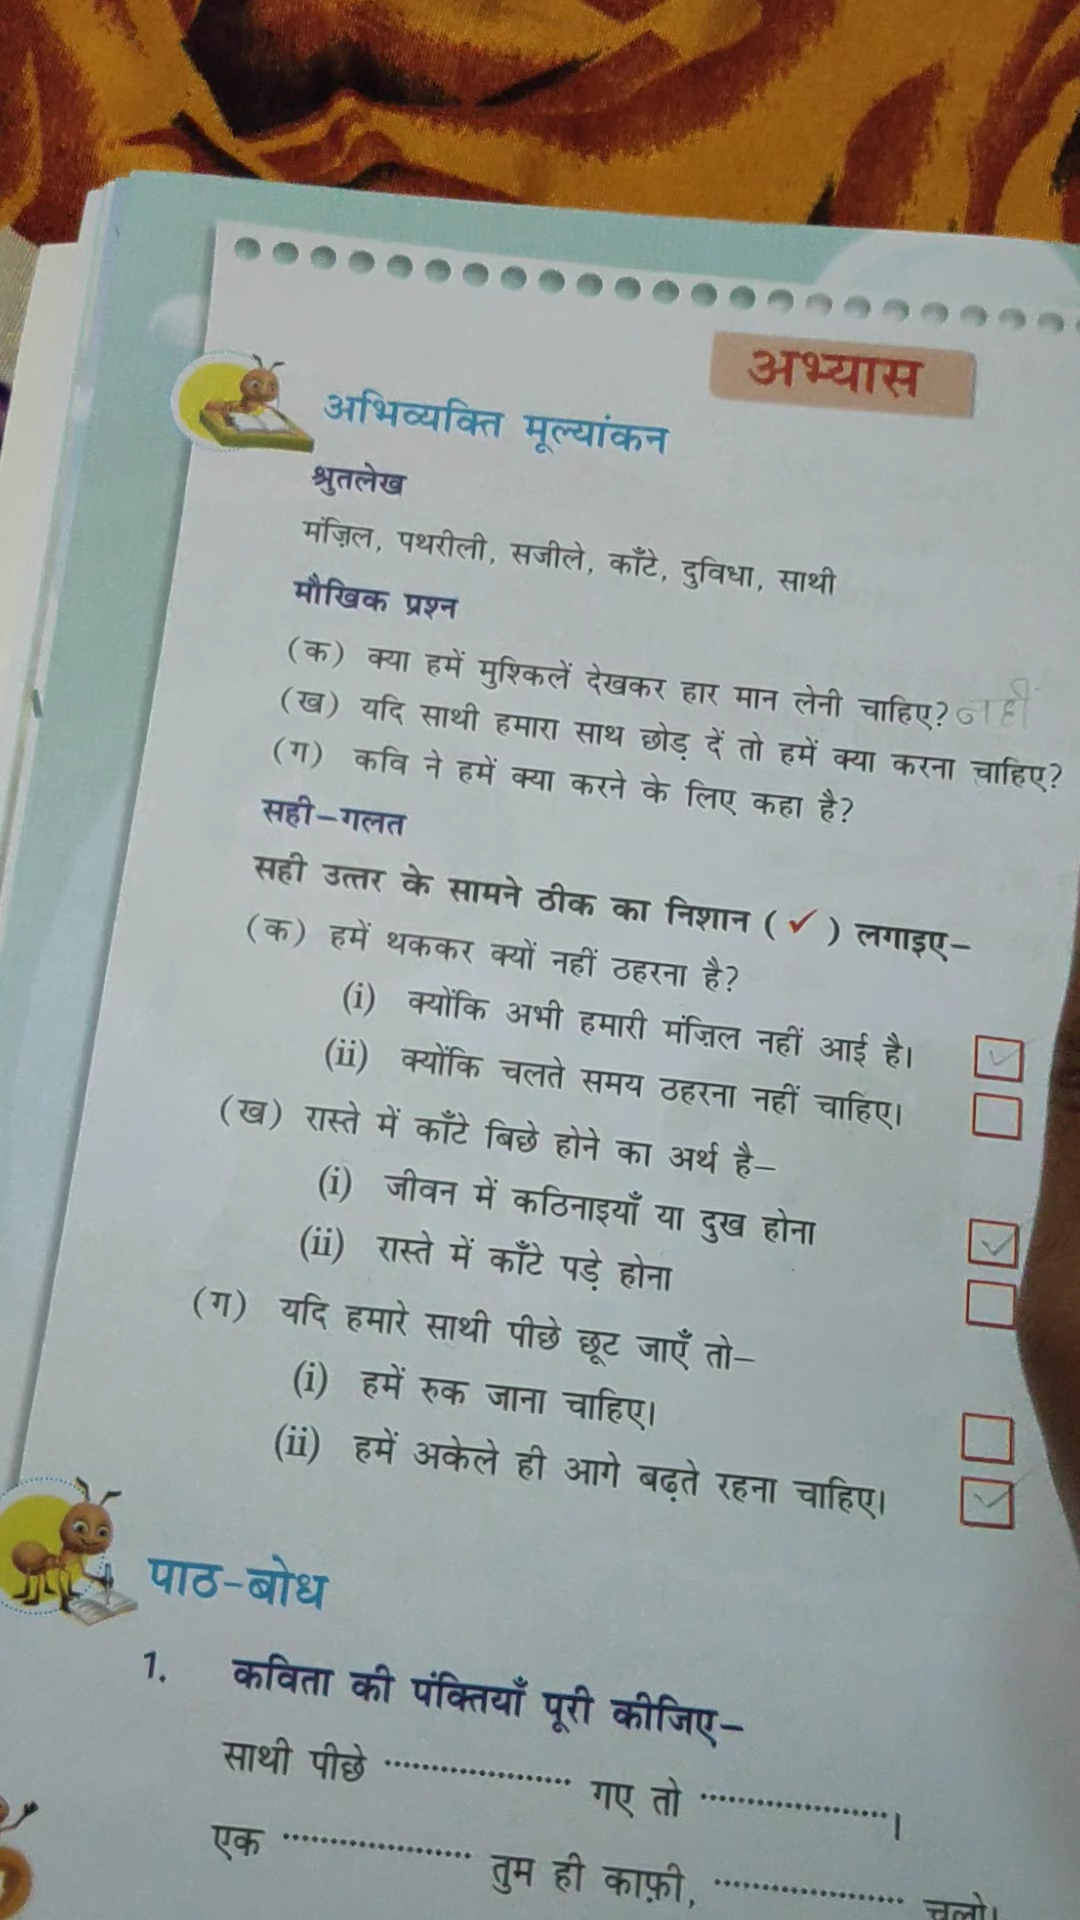 अभ्यास
अभिव्यक्ति मूल्यांकन
श्रुतलेख
मंज़िल, पथरीली, सजीले, काँटे, दुविधा, साथी
मौखिक प्रश्न
(क) क्या हमें मुश्किलें देखकर हार मान लेनी चाहिए? नहीं
(ख) यदि साथी हमारा साथ छोड़ दें तो हमें क्या करना चाहिए?
(ग) कवि ने हमें क्या करने के लिए कहा है?
सही-गलत
सही उत्तर के सामने ठीक का निशान (✓) लगाइए-
(क) हमें थककर क्यों नहीं ठहरना है?
(i) क्योंकि अभी हमारी मंज़िल नहीं आई है। ✓
(ii) क्योंकि चलते समय ठहरना नहीं चाहिए।
(ख) रास्ते में काँटे बिछे होने का अर्थ है-
(i) जीवन में कठिनाइयाँ या दुख होना ✓
(ii) रास्ते में काँटे पड़े होना
(ग) यदि हमारे साथी पीछे छूट जाएँ तो-
(i) हमें रुक जाना चाहिए।
(ii) हमें अकेले ही आगे बढ़ते रहना चाहिए। ✓
पाठ-बोध
1. कविता की पंक्तियाँ पूरी कीजिए-
साथी पीछे .................... गए तो ....................।
एक .................... तुम ही काफ़ी, .................... चलो।